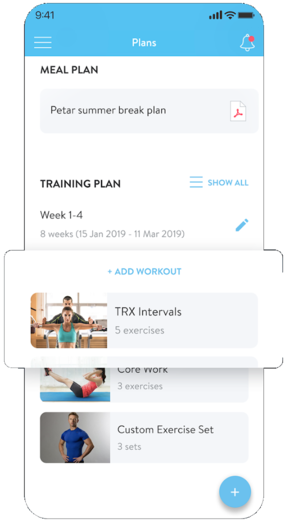 9:41
Plans
MEAL PLAN
Petar summer break plan
TRAINING PLAN
SHOW ALL
Week 1-4
8 weeks (15 Jan 2019 - 11 Mar 2019)
+ ADD WORKOUT
TRX Intervals
5 exercises
Core Work
3 exercises
Custom Exercise Set
3 sets
+